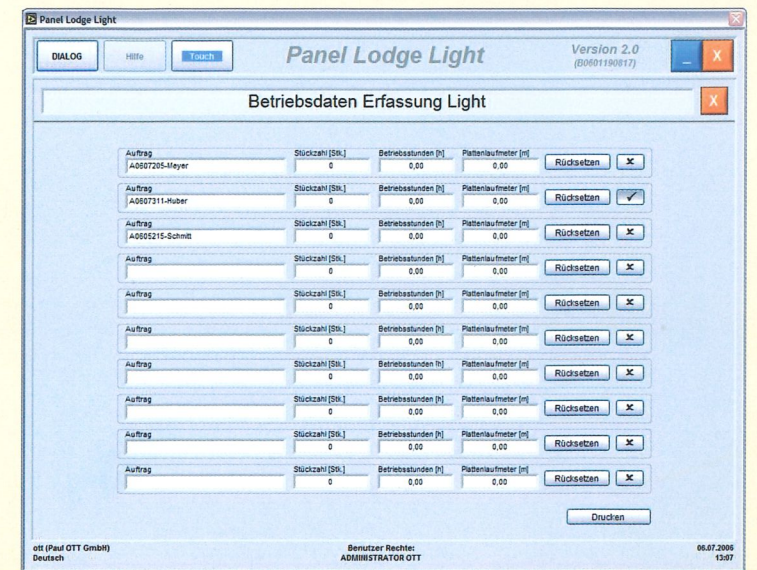 Panel Lodge Light
DIALOG Hilfe Touch Panel Lodge Light Version 2.0 X
(B0601190817)
Betriebsdaten Erfassung Light X
Auftrag Stückzahl [Stk.] Betriebsstunden [h] Plattenlaufmeter [m]
A0607205-Meyer 0 0,00 0,00 Rücksetzen
Auftrag Stückzahl [Stk.] Betriebsstunden [h] Plattenlaufmeter [m]
A0607311-Huber 0 0,00 0,00 Rücksetzen
Auftrag Stückzahl [Stk.] Betriebsstunden [h] Plattenlaufmeter [m]
A0605215-Schmitt 0 0,00 0,00 Rücksetzen
Auftrag Stückzahl [Stk.] Betriebsstunden [h] Plattenlaufmeter [m]
0 0,00 0,00 Rücksetzen
Auftrag Stückzahl [Stk.] Betriebsstunden [h] Plattenlaufmeter [m]
0 0,00 0,00 Rücksetzen
Auftrag Stückzahl [Stk.] Betriebsstunden [h] Plattenlaufmeter [m]
0 0,00 0,00 Rücksetzen
Auftrag Stückzahl [Stk.] Betriebsstunden [h] Plattenlaufmeter [m]
0 0,00 0,00 Rücksetzen
Auftrag Stückzahl [Stk.] Betriebsstunden [h] Plattenlaufmeter [m]
0 0,00 0,00 Rücksetzen
Auftrag Stückzahl [Stk.] Betriebsstunden [h] Plattenlaufmeter [m]
0 0,00 0,00 Rücksetzen
Auftrag Stückzahl [Stk.] Betriebsstunden [h] Plattenlaufmeter [m]
0 0,00 0,00 Rücksetzen
Drucken
ott (Paul OTT GmbH) Benutzer Rechte: 06.07.2006
Deutsch ADMINISTRATOR OTT 13:07